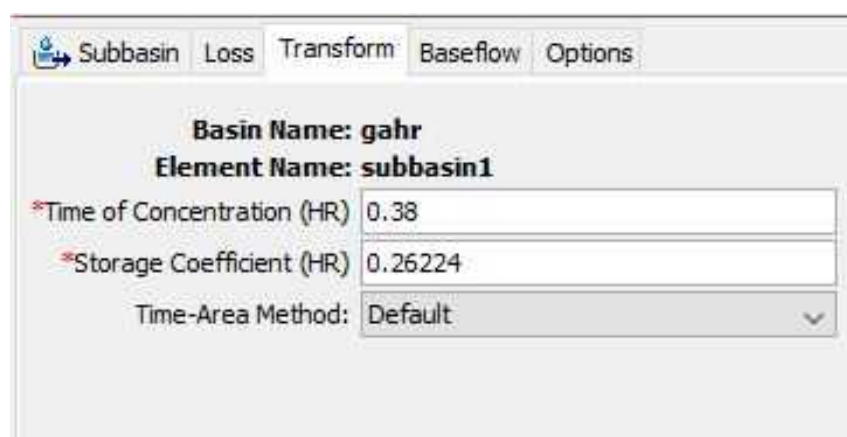 Subbasin Loss Transform Baseflow Options
Basin Name: gahr
Element Name: subbasin1
*Time of Concentration (HR) 0.38
*Storage Coefficient (HR) 0.26224
Time-Area Method: Default